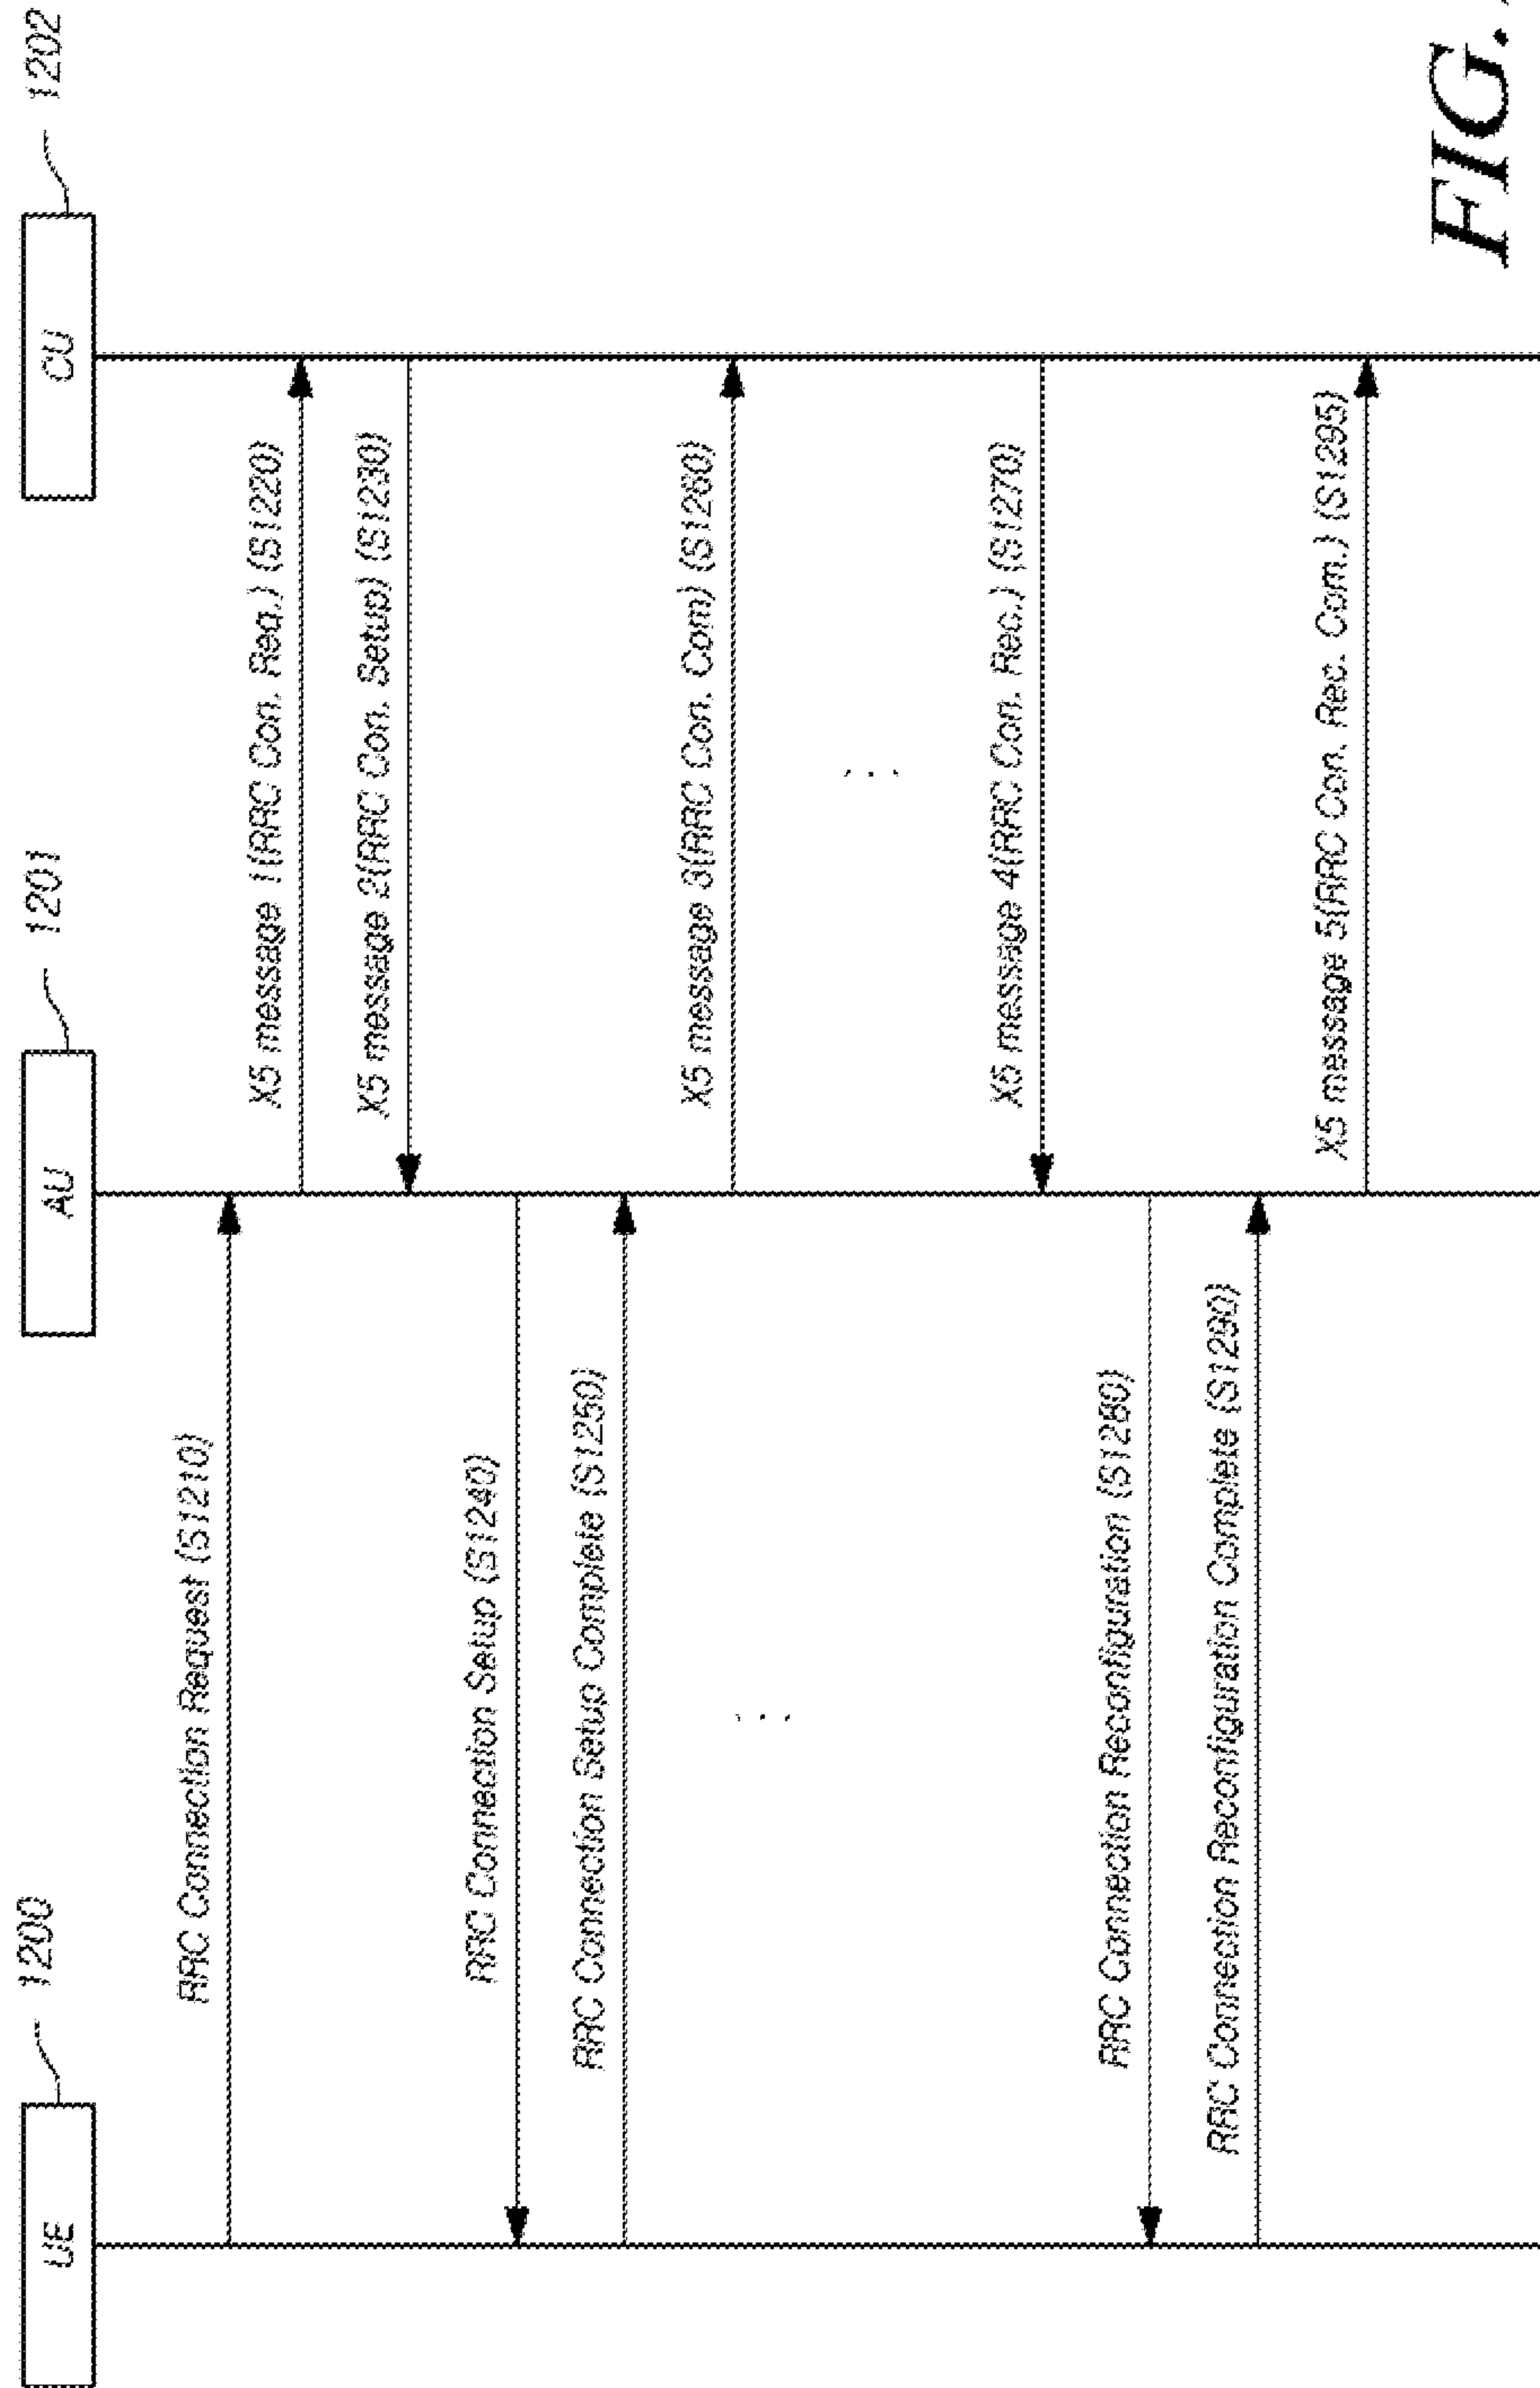 UE
1200
AU
1201
CU
1202
RRC Connection Request (S1210)
X5 message 1(RRC Con. Req.) (S1220)
X5 message 2(RRC Con. Setup) (S1230)
RRC Connection Setup (S1240)
RRC Connection Setup Complete (S1250)
X5 message 3(RRC Con. Com) (S1260)
. . .
. . .
X5 message 4(RRC Con. Rec.) (S1270)
RRC Connection Reconfiguration (S1280)
RRC Connection Reconfiguration Complete (S1290)
X5 message 5(RRC Con. Rec. Com.) (S1295)
FIG.